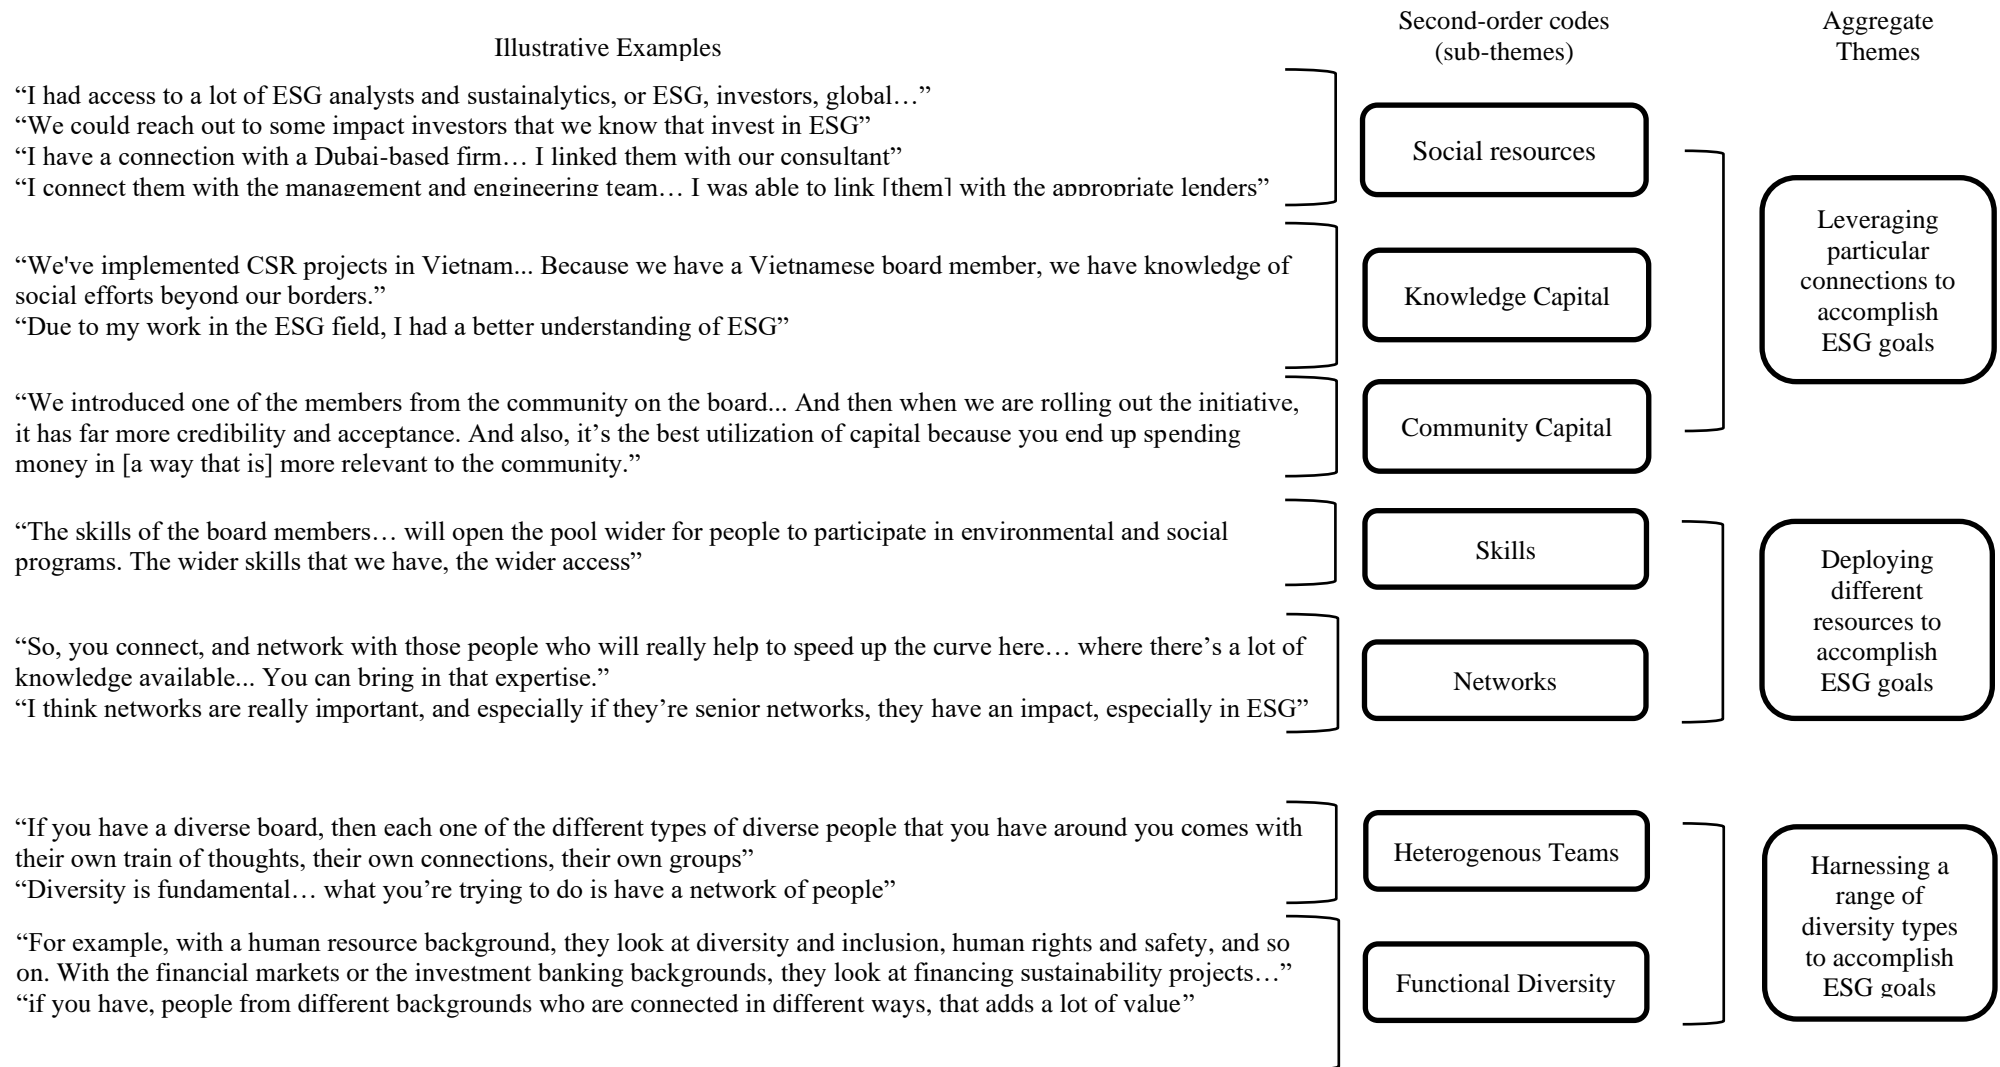 Illustrative Examples
Second-order codes
(sub-themes)
Aggregate
Themes
“I had access to a lot of ESG analysts and sustainalytics, or ESG, investors, global…”
“We could reach out to some impact investors that we know that invest in ESG”
“I have a connection with a Dubai-based firm… I linked them with our consultant”
“I connect them with the management and engineering team… I was able to link [them] with the appropriate lenders”
Social resources
“We've implemented CSR projects in Vietnam... Because we have a Vietnamese board member, we have knowledge of
social efforts beyond our borders.”
“Due to my work in the ESG field, I had a better understanding of ESG”
Knowledge Capital
“We introduced one of the members from the community on the board... And then when we are rolling out the initiative,
it has far more credibility and acceptance. And also, it’s the best utilization of capital because you end up spending
money in [a way that is] more relevant to the community.”
Community Capital
Leveraging
particular
connections to
accomplish
ESG goals
“The skills of the board members… will open the pool wider for people to participate in environmental and social
programs. The wider skills that we have, the wider access”
Skills
“So, you connect, and network with those people who will really help to speed up the curve here… where there’s a lot of
knowledge available... You can bring in that expertise.”
“I think networks are really important, and especially if they’re senior networks, they have an impact, especially in ESG”
Networks
Deploying
different
resources to
accomplish
ESG goals
“If you have a diverse board, then each one of the different types of diverse people that you have around you comes with
their own train of thoughts, their own connections, their own groups”
“Diversity is fundamental… what you’re trying to do is have a network of people”
Heterogenous Teams
“For example, with a human resource background, they look at diversity and inclusion, human rights and safety, and so
on. With the financial markets or the investment banking backgrounds, they look at financing sustainability projects…”
“if you have, people from different backgrounds who are connected in different ways, that adds a lot of value”
Functional Diversity
Harnessing a
range of
diversity types
to accomplish
ESG goals